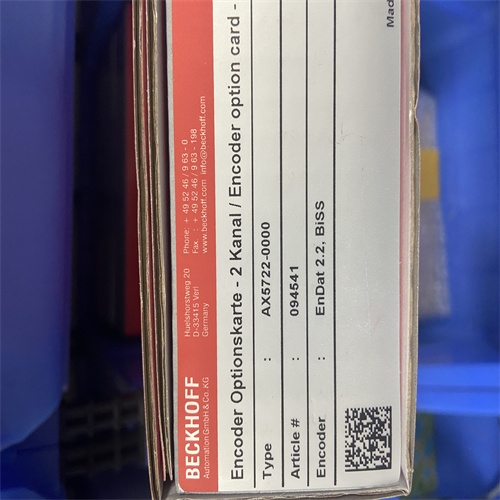 BECKHOFF
Automation GmbH & Co. KG
Huelshorstweg 20
D-33415 Verl
Germany
Phone: + 49 52 46 / 9 63 - 0
Fax. : + 49 52 46 / 9 63 - 198
www.beckhoff.com info@beckhoff.com
Encoder Optionskarte - 2 Kanal / Encoder option card -
Type : AX5722-0000
Article # : 094541
Encoder : EnDat 2.2, BiSS
Mad